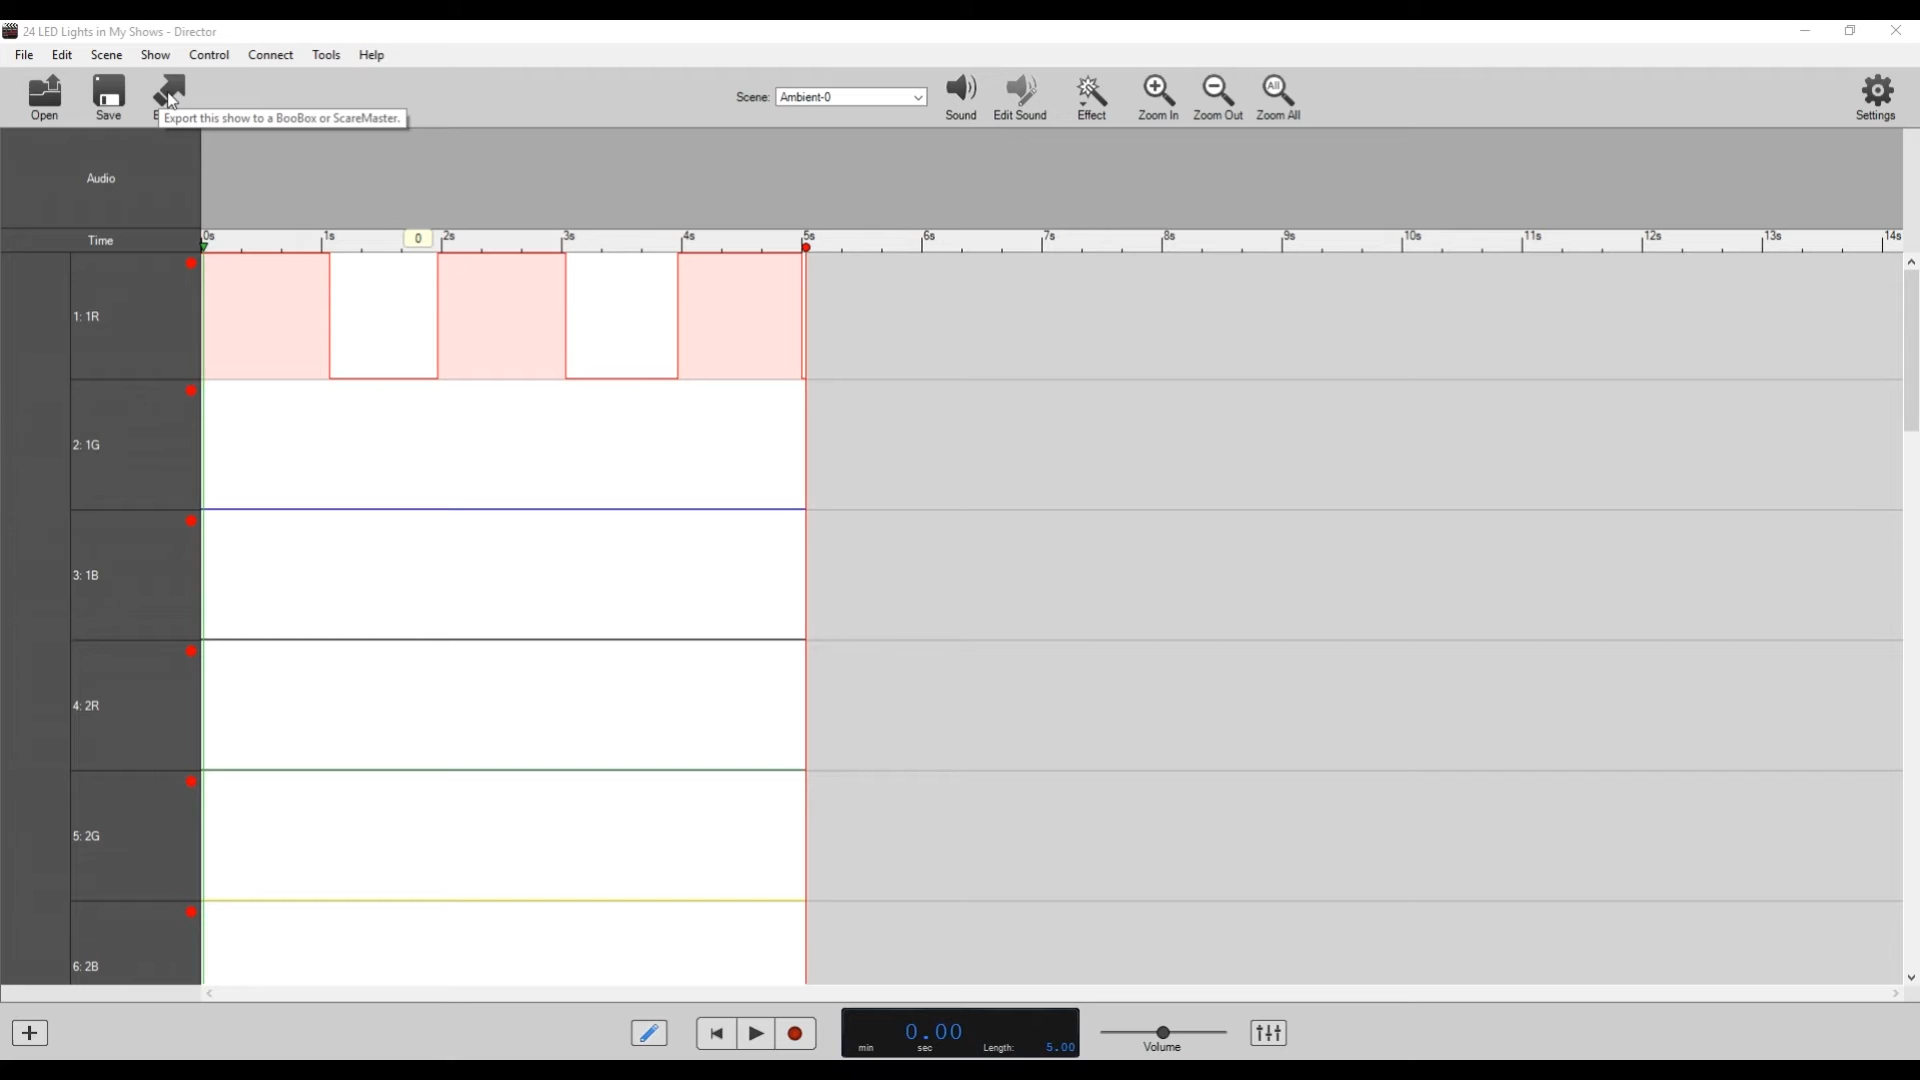 24 LED Lights in My Shows - Director
File Edit Scene Show Control Connect Tools Help
Open Save
Export this show to a BooBox or ScareMaster.
Scene: Ambient-0
Sound Edit Sound Effect Zoom In Zoom Out All Zoom All Settings
Audio
Time 0s 1s 0 2s 3s 4s 5s 6s 7s 8s 9s 10s 11s 12s 13s 14s
1: 1R
2: 1G
3: 1B
4: 2R
5: 2G
6: 2B
0.00
min sec Length: 5.00
Volume